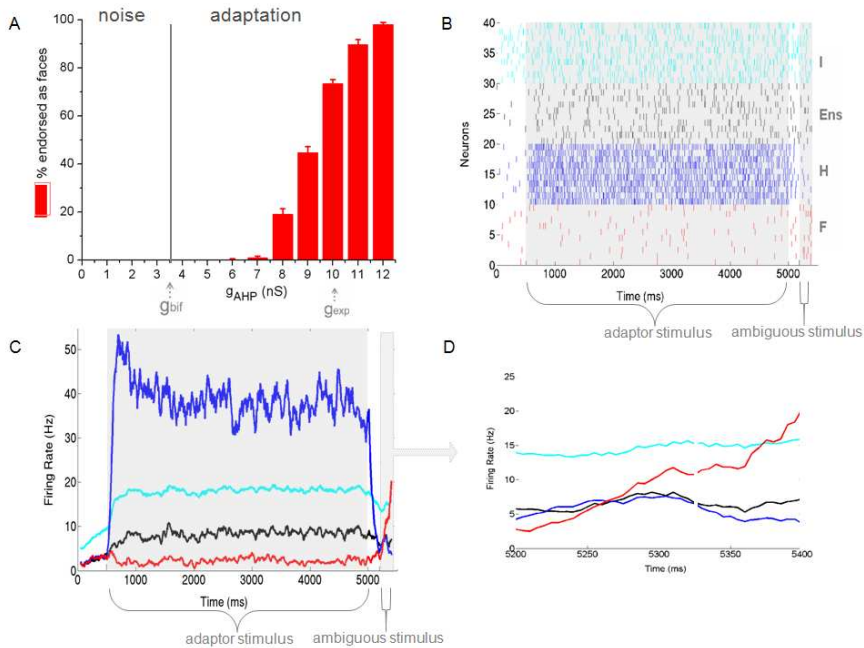 A
noise
adaptation
% endorsed as faces
100
80
60
40
20
0
0 1 2 3 4 5 6 7 8 9 10 11 12
gAHP (nS)
gbif
gexp
B
Neurons
40
35
30
25
20
15
10
5
0
I
Ens
H
F
0 1000 2000 3000 4000 5000
Time (ms)
adaptor stimulus
ambiguous stimulus
C
Firing Rate (Hz)
50
40
30
20
10
0
0 1000 2000 3000 4000 5000
Time (ms)
adaptor stimulus
ambiguous stimulus
D
Firing Rate (Hz)
25
20
15
10
5
0
5200 5250 5300 5350 5400
Time (ms)